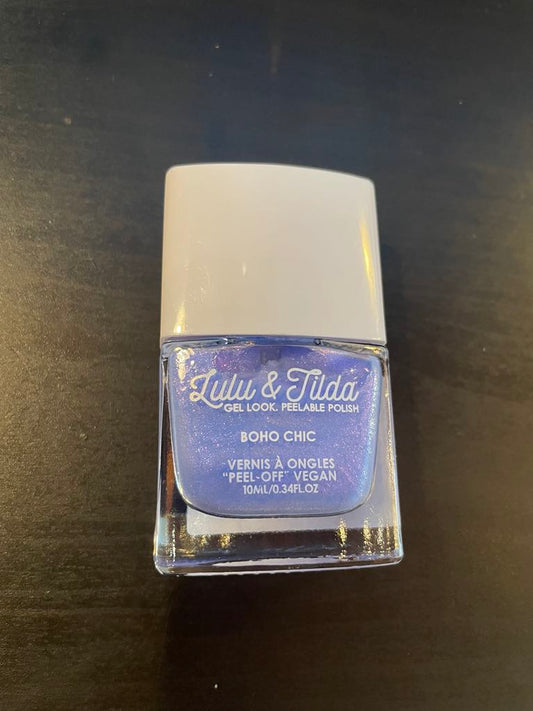 Lulu & Tilda
GEL LOOK. PEELABLE POLISH
BOHO CHIC
VERNIS À ONGLES
"PEEL-OFF" VEGAN
10ML/0.34FL.OZ